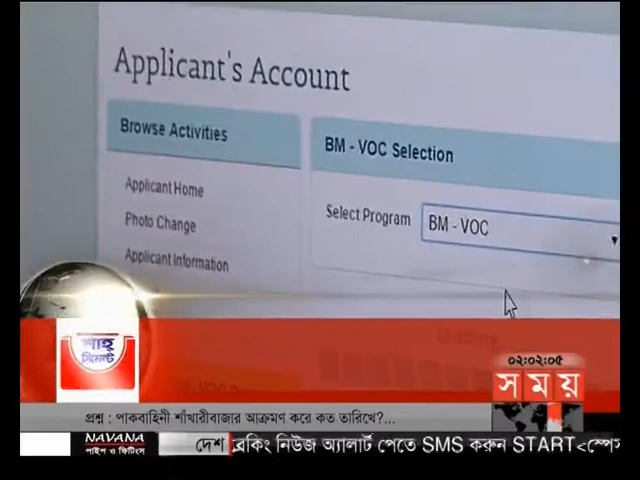 Applicant's Account
Browse Activities
BM - VOC Selection
Applicant Home
Select Program
BM - VOC
Photo Change
Applicant Information
শাহ্
সিমেন্ট
০২:০২:০৫
সময়
প্রশ্ন : পাকবাহিনী শাঁখারীবাজার আক্রমণ করে কত তারিখে?...
NAVANA
পাইপ ও ফিটিংস
দেশ
ব্রেকিং নিউজ অ্যালার্ট পেতে SMS করুন START<স্পেস